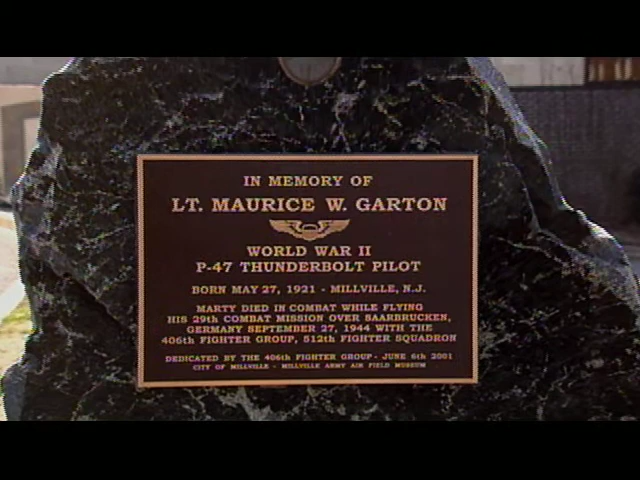 IN MEMORY OF
LT. MAURICE W. GARTON
WORLD WAR II
P-47 THUNDERBOLT PILOT
BORN MAY 27, 1921 - MILLVILLE, N.J.
MARTY DIED IN COMBAT WHILE FLYING
HIS 29th COMBAT MISSION OVER SAARBRUCKEN,
GERMANY SEPTEMBER 27, 1944 WITH THE
406th FIGHTER GROUP, 512th FIGHTER SQUADRON
DEDICATED BY THE 406th FIGHTER GROUP - JUNE 6th 2001
CITY OF MILLVILLE - MILLVILLE ARMY AIR FIELD MUSEUM